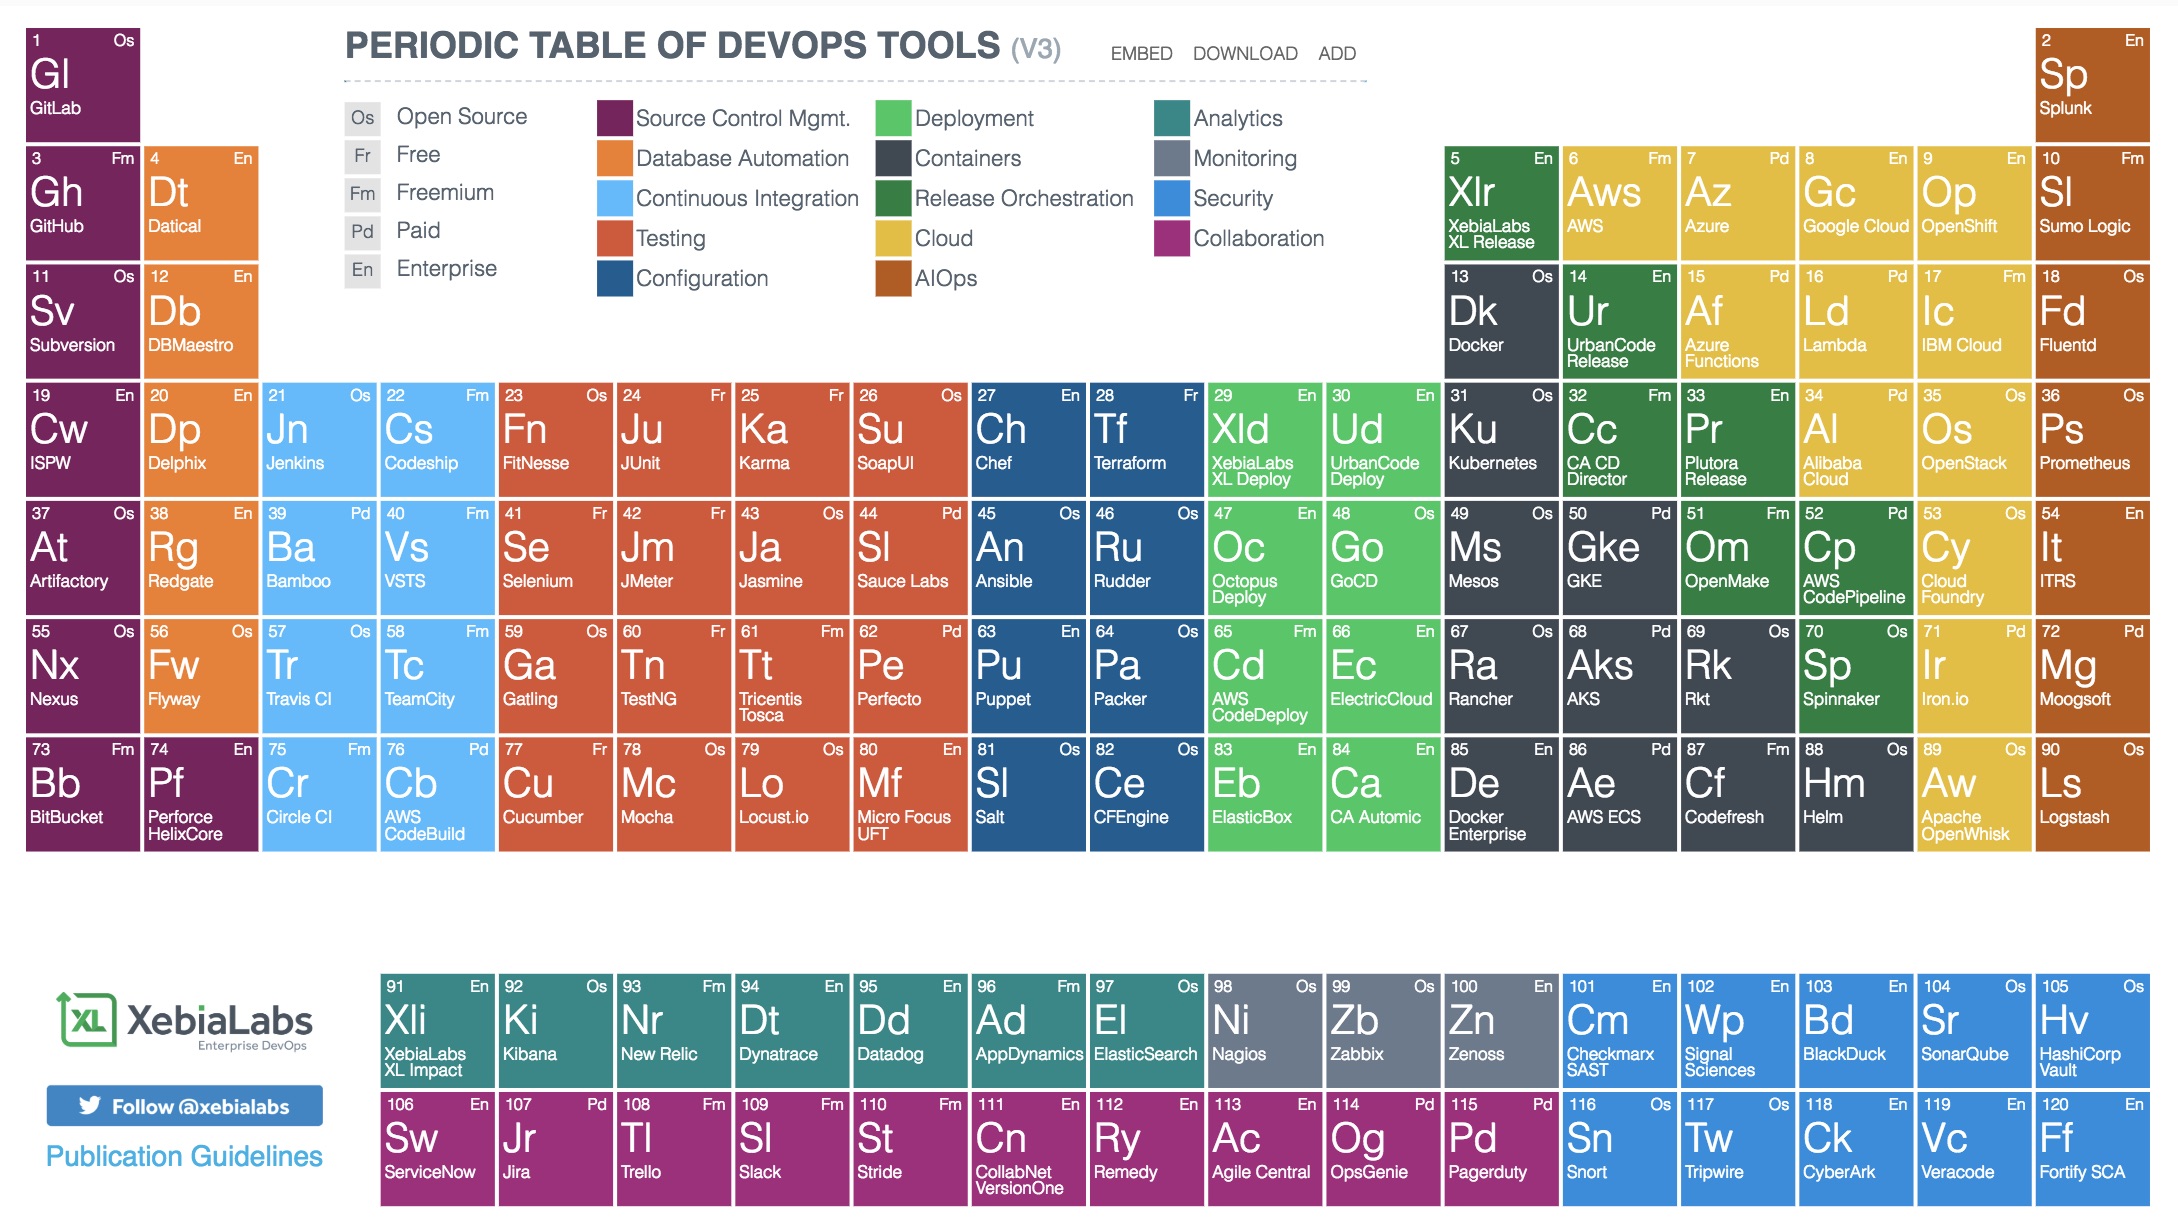 PERIODIC TABLE OF DEVOPS TOOLS (V3) EMBED DOWNLOAD ADD
Os Open Source
Fr Free
Fm Freemium
Pd Paid
En Enterprise
Source Control Mgmt.
Database Automation
Continuous Integration
Testing
Configuration
Deployment
Containers
Release Orchestration
Cloud
AIOps
Analytics
Monitoring
Security
Collaboration
1 Os
Gl
GitLab
2 En
Sp
Splunk
3 Fm
Gh
GitHub
4 En
Dt
Datical
5 En
Xlr
XebiaLabs
XL Release
6 Fm
Aws
AWS
7 Pd
Az
Azure
8 En
Gc
Google Cloud
9 En
Op
OpenShift
10 Fm
Sl
Sumo Logic
11 Os
Sv
Subversion
12 En
Db
DBMaestro
13 Os
Dk
Docker
14 En
Ur
UrbanCode
Release
15 Pd
Af
Azure
Functions
16 Pd
Ld
Lambda
17 Fm
Ic
IBM Cloud
18 Os
Fd
Fluentd
19 En
Cw
ISPW
20 En
Dp
Delphix
21 Os
Jn
Jenkins
22 Fm
Cs
Codeship
23 Os
Fn
FitNesse
24 Fr
Ju
JUnit
25 Fr
Ka
Karma
26 Os
Su
SoapUI
27 En
Ch
Chef
28 Fr
Tf
Terraform
29 En
Xld
XebiaLabs
XL Deploy
30 En
Ud
UrbanCode
Deploy
31 Os
Ku
Kubernetes
32 Fm
Cc
CA CD
Director
33 En
Pr
Plutora
Release
34 Pd
Al
Alibaba
Cloud
35 Os
Os
OpenStack
36 Os
Ps
Prometheus
37 Os
At
Artifactory
38 En
Rg
Redgate
39 Pd
Ba
Bamboo
40 Fm
Vs
VSTS
41 Fr
Se
Selenium
42 Fr
Jm
JMeter
43 Os
Ja
Jasmine
44 Pd
Sl
Sauce Labs
45 Os
An
Ansible
46 Os
Ru
Rudder
47 En
Oc
Octopus
Deploy
48 Os
Go
GoCD
49 Os
Ms
Mesos
50 Pd
Gke
GKE
51 Fm
Om
OpenMake
52 Pd
Cp
AWS
CodePipeline
53 Os
Cy
Cloud
Foundry
54 En
It
ITRS
55 Os
Nx
Nexus
56 Os
Fw
Flyway
57 Os
Tr
Travis CI
58 Fm
Tc
TeamCity
59 Os
Ga
Gatling
60 Fr
Tn
TestNG
61 Fm
Tt
Tricentis
Tosca
62 Pd
Pe
Perfecto
63 En
Pu
Puppet
64 Os
Pa
Packer
65 Fm
Cd
AWS
CodeDeploy
66 En
Ec
ElectricCloud
67 Os
Ra
Rancher
68 Pd
Aks
AKS
69 Os
Rk
Rkt
70 Os
Sp
Spinnaker
71 Pd
Ir
Iron.io
72 Pd
Mg
Moogsoft
73 Fm
Bb
BitBucket
74 En
Pf
Perforce
HelixCore
75 Fm
Cr
Circle CI
76 Pd
Cb
AWS
CodeBuild
77 Fr
Cu
Cucumber
78 Os
Mc
Mocha
79 Os
Lo
Locust.io
80 En
Mf
Micro Focus
UFT
81 Os
Sl
Salt
82 Os
Ce
CFEngine
83 En
Eb
ElasticBox
84 En
Ca
CA Automic
85 En
De
Docker
Enterprise
86 Pd
Ae
AWS ECS
87 Fm
Cf
Codefresh
88 Os
Hm
Helm
89 Os
Aw
Apache
OpenWhisk
90 Os
Ls
Logstash
XL XebiaLabs
Enterprise DevOps
Follow @xebialabs
Publication Guidelines
91 En
Xli
XebiaLabs
XL Impact
92 Os
Ki
Kibana
93 Fm
Nr
New Relic
94 En
Dt
Dynatrace
95 En
Dd
Datadog
96 Fm
Ad
AppDynamics
97 Os
El
ElasticSearch
98 Os
Ni
Nagios
99 Os
Zb
Zabbix
100 En
Zn
Zenoss
101 En
Cm
Checkmarx
SAST
102 En
Wp
Signal
Sciences
103 En
Bd
BlackDuck
104 Os
Sr
SonarQube
105 Os
Hv
HashiCorp
Vault
106 En
Sw
ServiceNow
107 Pd
Jr
Jira
108 Fm
Tl
Trello
109 Fm
Sl
Slack
110 Fm
St
Stride
111 En
Cn
CollabNet
VersionOne
112 En
Ry
Remedy
113 En
Ac
Agile Central
114 Pd
Og
OpsGenie
115 Pd
Pd
Pagerduty
116 Os
Sn
Snort
117 Os
Tw
Tripwire
118 En
Ck
CyberArk
119 En
Vc
Veracode
120 En
Ff
Fortify SCA